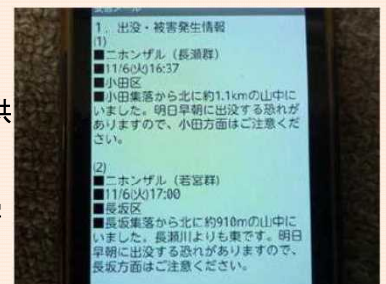 1. 出没・被害発生情報
(1)
■ニホンザル（長瀬群）
■11/6(火)16:37
■小田区
■小田集落から北に約1.1kmの山中に
いました。明日早朝に出没する恐れが
ありますので、小田方面はご注意くだ
さい。
(2)
■ニホンザル（若宮群）
■11/6(火)17:00
■長坂区
■長坂集落から北に約910mの山中に
いました。長瀬川よりも東です。明日
早朝に出没する恐れがありますので、
長坂方面はご注意ください。
供